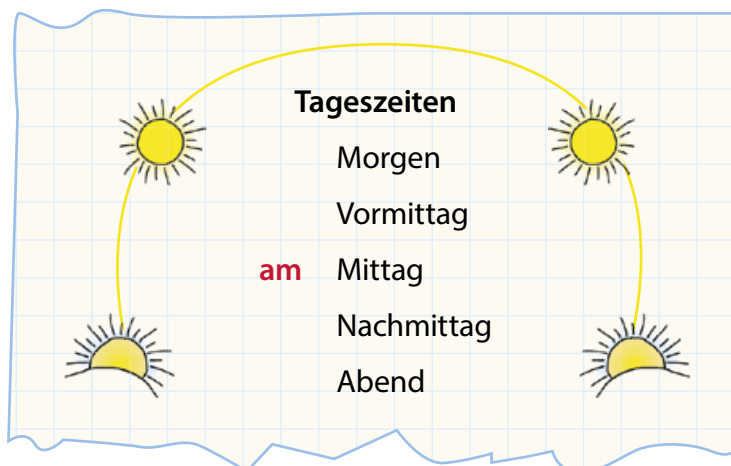 Tageszeiten
Morgen
Vormittag
am Mittag
Nachmittag
Abend